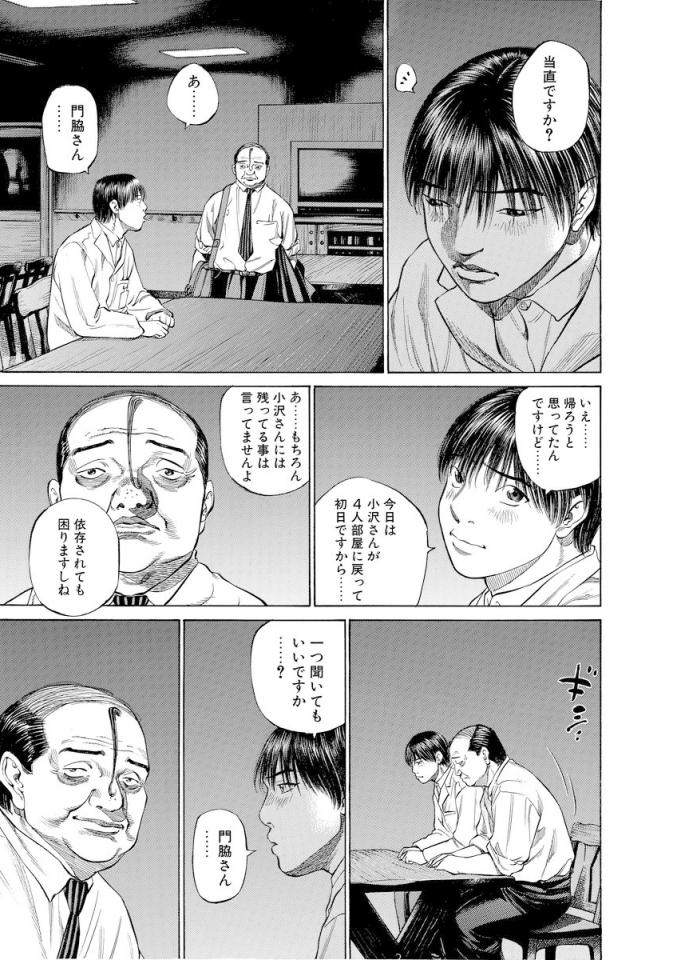 当直ですか？
あ……
門脇さん
……
いえ……
帰ろうと
思ってたん
ですけど…
今日は
小沢さんが
４人部屋に戻って
初日ですから……
あ……もちろん
小沢さんには
残ってる事は
言ってませんよ
依存されても
困りますしね
ギシ…
一つ聞いても
いいですか
……？
門脇さん
……